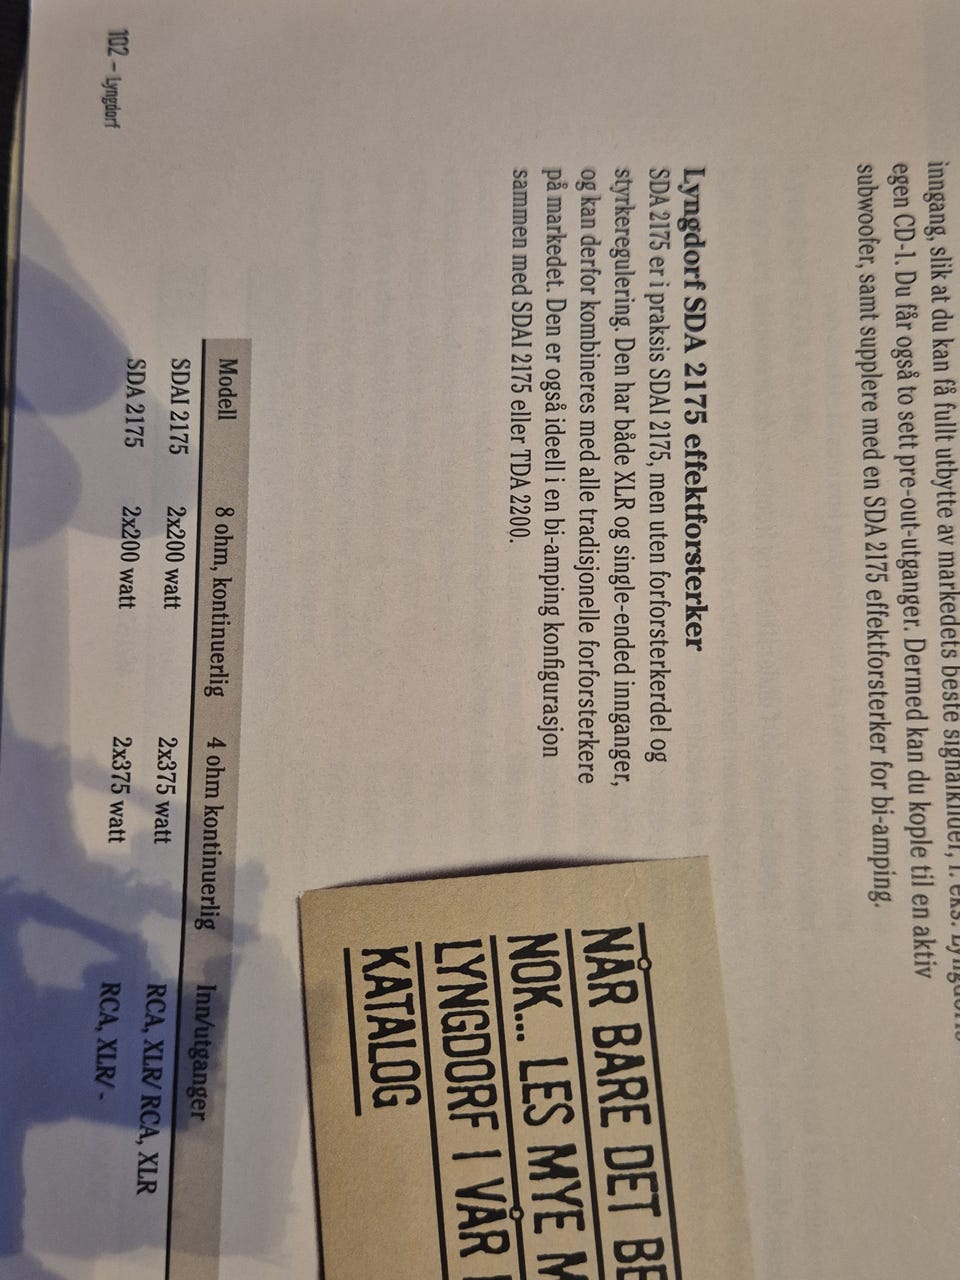 inngang, slik at du kan få fullt utbytte av markedets beste signalkilder, f. eks. Lyngdorfs
egen CD-1. Du får også to sett pre-out-utganger. Dermed kan du kople til en aktiv
subwoofer, samt supplere med en SDA 2175 effektforsterker for bi-amping.
Lyngdorf SDA 2175 effektforsterker
SDA 2175 er i praksis SDAI 2175, men uten forforsterkerdel og
styrkeregulering. Den har både XLR og single-ended innganger,
og kan derfor kombineres med alle tradisjonelle forforsterkere
på markedet. Den er også ideell i en bi-amping konfigurasjon
sammen med SDAI 2175 eller TDA 2200.
NÅR BARE DET BE
NOK... LES MYE M
LYNGDORF I VÅR
KATALOG
Modell 8 ohm, kontinuerlig 4 ohm kontinuerlig Inn/utganger
SDAI 2175 2x200 watt 2x375 watt RCA, XLR/ RCA, XLR
SDA 2175 2x200 watt 2x375 watt RCA, XLR/ -
102 – Lyngdorf